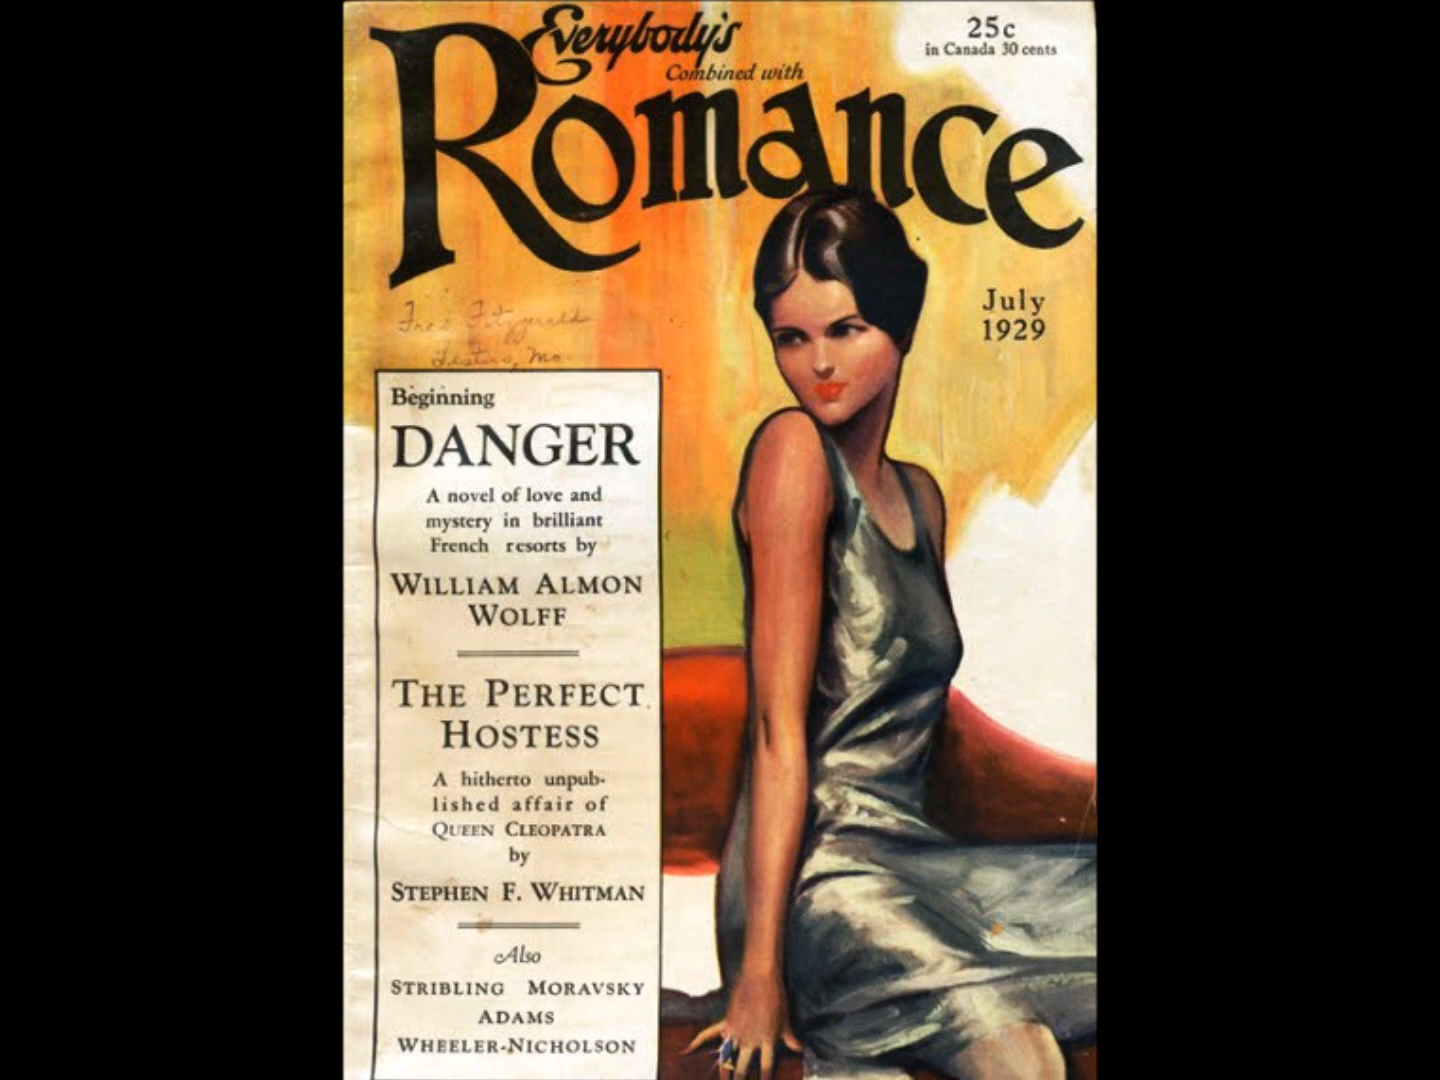 Everybody's
Combined with
Romance
25c
in Canada 30 cents
July
1929
Fitzgerald
Mo
Beginning
DANGER
A novel of love and
mystery in brilliant
French resorts by
WILLIAM ALMON
WOLFF
THE PERFECT
HOSTESS
A hitherto unpub-
lished affair of
QUEEN CLEOPATRA
by
STEPHEN F. WHITMAN
Also
STRIBLING MORAVSKY
ADAMS
WHEELER-NICHOLSON